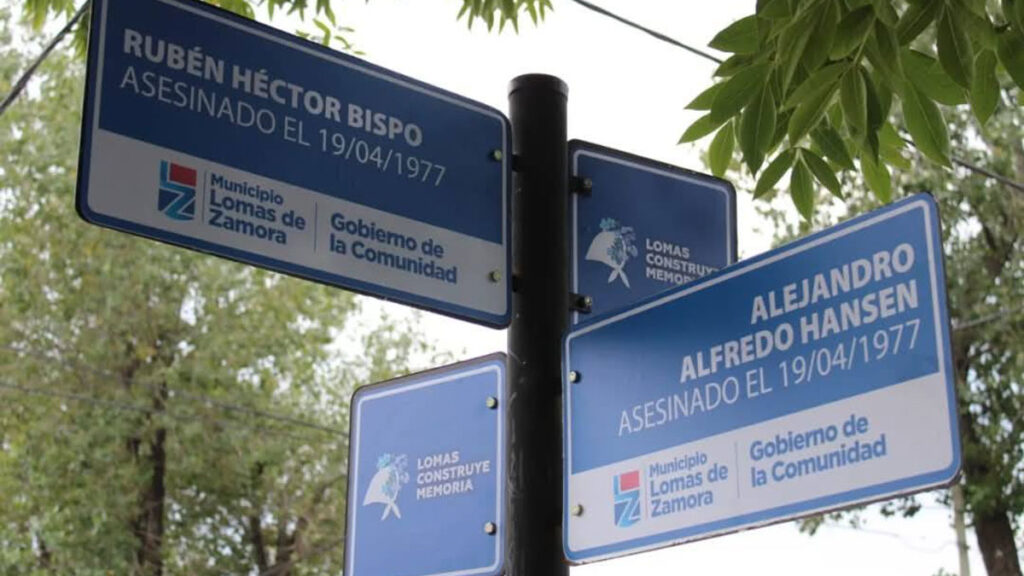 RUBÉN HÉCTOR BISPO
ASESINADO EL 19/04/1977
Municipio
Lomas de
Zamora
Gobierno de
la Comunidad
LOMAS
CONSTRUYE
MEMORIA
ALEJANDRO
ALFREDO HANSEN
ASESINADO EL 19/04/1977
Municipio
Lomas de
Zamora
Gobierno de
la Comunidad
LOMAS
CONSTRUYE
MEMORIA